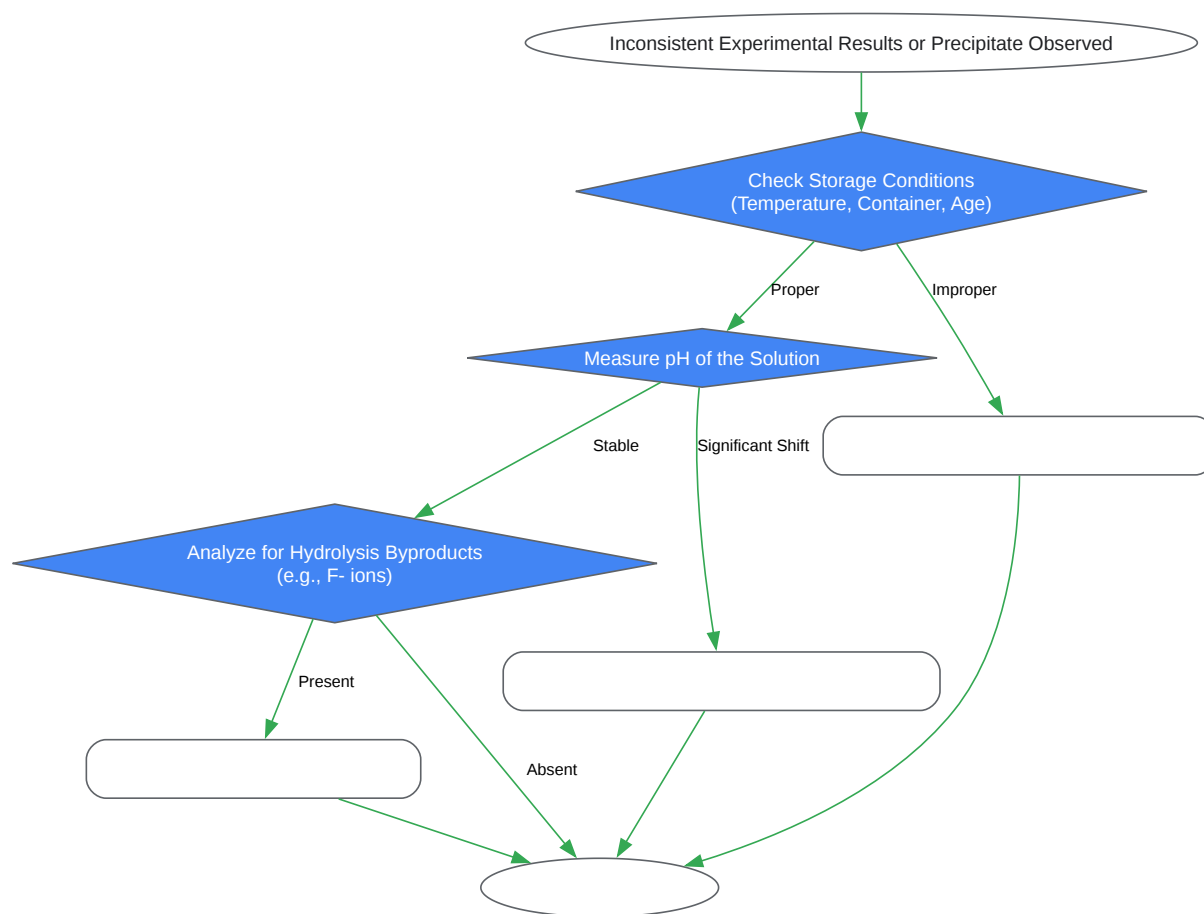 Inconsistent Experimental Results or Precipitate Observed
Check Storage Conditions
(Temperature, Container, Age)
Proper
Improper
Measure pH of the Solution
Stable
Significant Shift
Analyze for Hydrolysis Byproducts
(e.g., F- ions)
Present
Absent